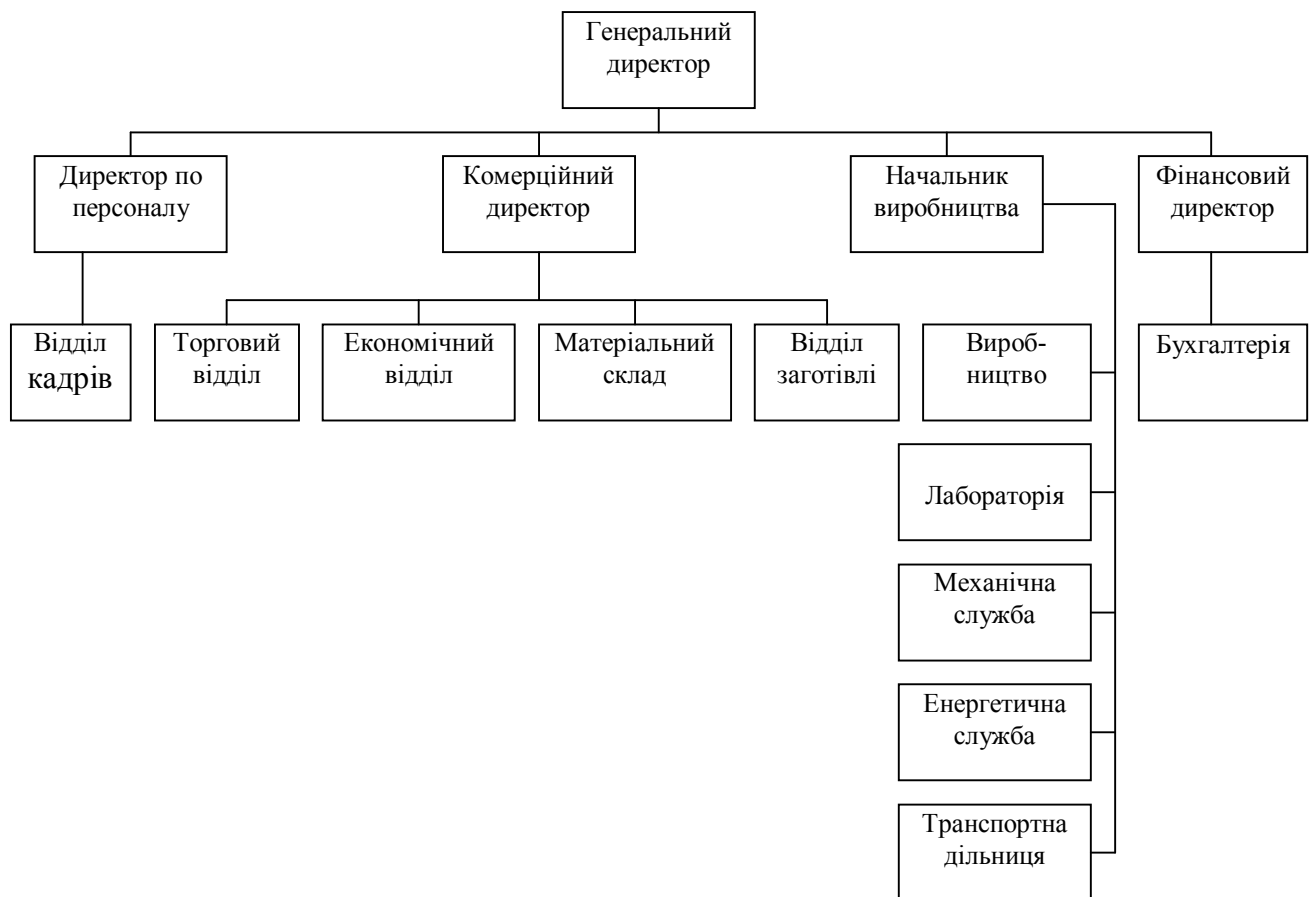 Генеральний
директор
Директор по
персоналу
Комерційний
директор
Начальник
виробництва
Фінансовий
директор
Відділ
кадрів
Торговий
відділ
Економічний
відділ
Матеріальний
склад
Відділ
заготівлі
Вироб-
ництво
Бухгалтерія
Лабораторія
Механічна
служба
Енергетична
служба
Транспортна
дільниця